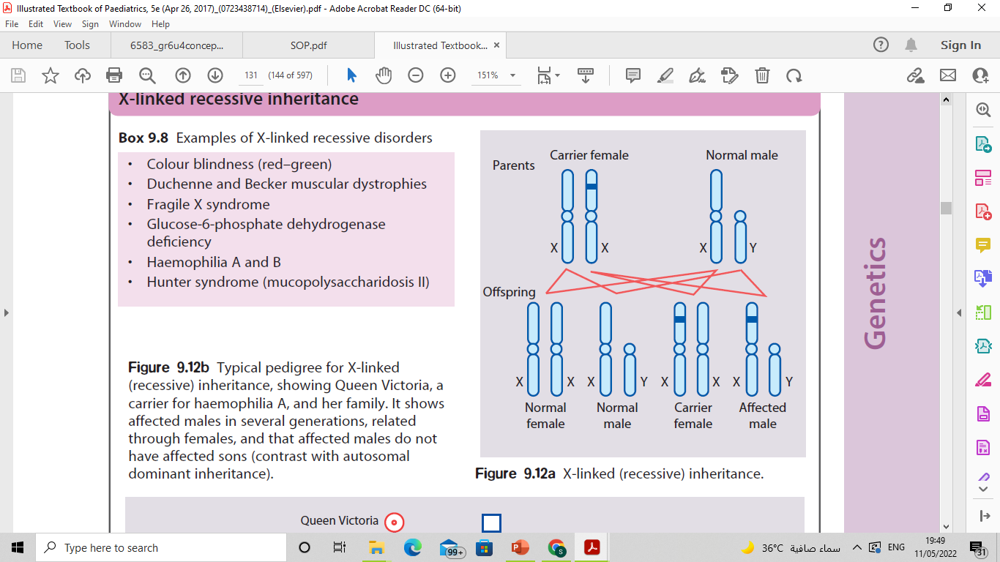 Illustrated Textbook of Paediatrics, 5e (Apr 26, 2017)_(0723438714)_(Elsevier).pdf - Adobe Acrobat Reader DC (64-bit)
File Edit View Sign Window Help
Home Tools 6583_gr6u4concep... SOP.pdf Illustrated Textbook... × Sign In
131 (144 of 597) 151%
X-linked recessive inheritance
Box 9.8 Examples of X-linked recessive disorders
• Colour blindness (red–green)
• Duchenne and Becker muscular dystrophies
• Fragile X syndrome
• Glucose-6-phosphate dehydrogenase
deficiency
• Haemophilia A and B
• Hunter syndrome (mucopolysaccharidosis II)
Figure 9.12b Typical pedigree for X-linked
(recessive) inheritance, showing Queen Victoria, a
carrier for haemophilia A, and her family. It shows
affected males in several generations, related
through females, and that affected males do not
have affected sons (contrast with autosomal
dominant inheritance).
Carrier female Normal male
Parents
X X X Y
Offspring
X X X Y X X X Y
Normal Normal Carrier Affected
female male female male
Figure 9.12a X-linked (recessive) inheritance.
Queen Victoria
Genetics
Type here to search
99+
36°C سماء صافية
ENG
19:49
11/05/2022
31